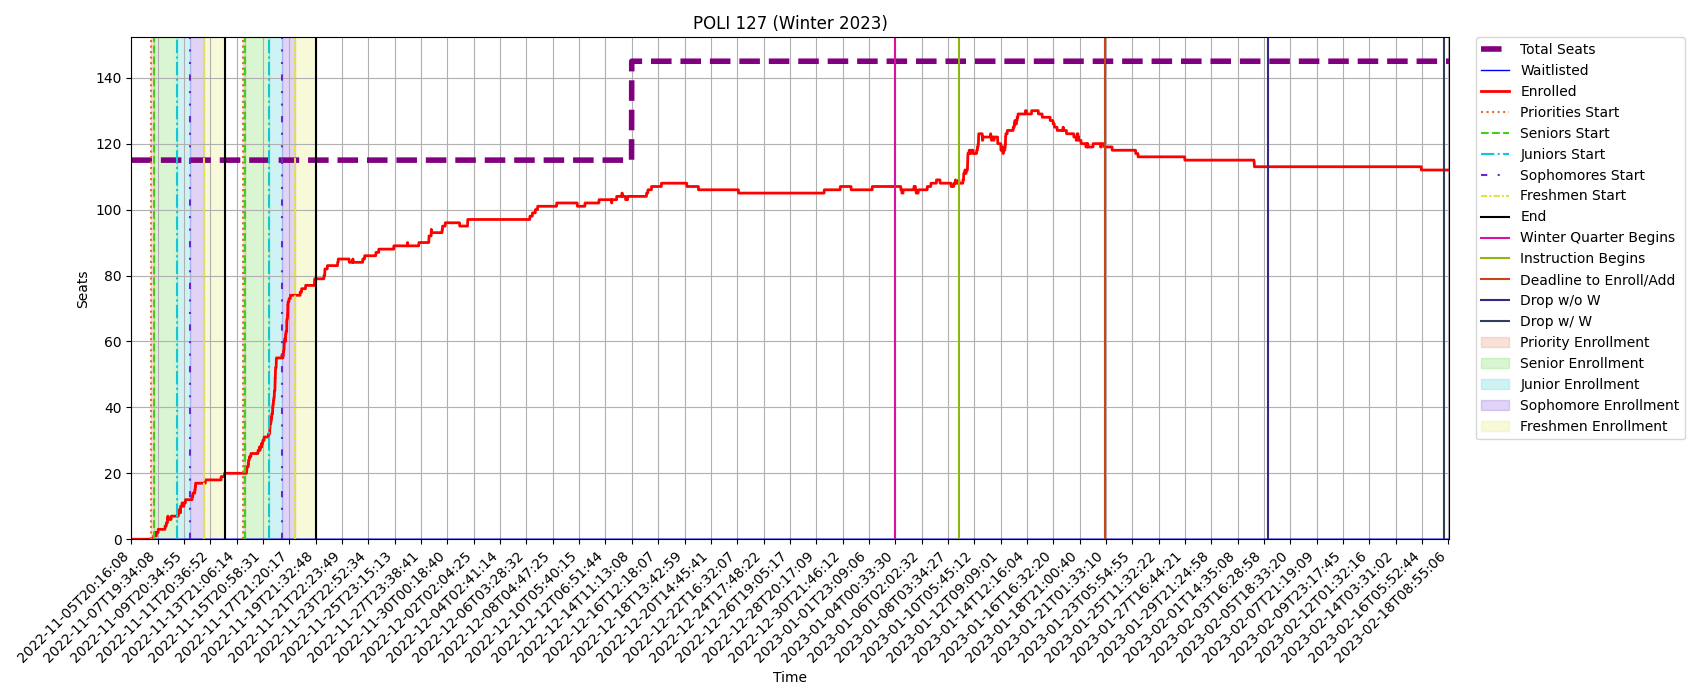 POLI 127 (Winter 2023)
Seats
140
120
100
80
60
40
20
0
2022-11-05T20:16:08
2022-11-07T19:34:08
2022-11-09T20:34:55
2022-11-11T20:36:52
2022-11-13T21:06:14
2022-11-15T20:58:31
2022-11-17T21:20:17
2022-11-19T21:32:48
2022-11-21T22:23:49
2022-11-23T22:52:34
2022-11-25T23:15:13
2022-11-27T23:38:41
2022-11-30T00:18:40
2022-12-02T02:04:25
2022-12-04T02:41:14
2022-12-06T03:28:32
2022-12-08T04:47:25
2022-12-10T05:40:15
2022-12-12T06:51:44
2022-12-14T11:13:08
2022-12-16T12:18:07
2022-12-18T13:42:59
2022-12-20T14:45:41
2022-12-22T16:32:07
2022-12-24T17:48:22
2022-12-26T19:05:17
2022-12-28T20:17:09
2022-12-30T21:46:12
2023-01-01T23:09:06
2023-01-04T00:33:30
2023-01-06T02:02:32
2023-01-08T03:34:27
2023-01-10T05:45:12
2023-01-12T09:09:01
2023-01-14T12:16:04
2023-01-16T16:32:20
2023-01-18T21:00:40
2023-01-21T01:33:10
2023-01-23T05:54:55
2023-01-25T11:32:22
2023-01-27T16:44:21
2023-01-29T21:24:58
2023-02-01T14:35:08
2023-02-03T16:28:58
2023-02-05T18:33:20
2023-02-07T21:19:09
2023-02-09T23:17:45
2023-02-12T01:32:16
2023-02-14T03:31:02
2023-02-16T05:52:44
2023-02-18T08:55:06
Time
Total Seats
Waitlisted
Enrolled
Priorities Start
Seniors Start
Juniors Start
Sophomores Start
Freshmen Start
End
Winter Quarter Begins
Instruction Begins
Deadline to Enroll/Add
Drop w/o W
Drop w/ W
Priority Enrollment
Senior Enrollment
Junior Enrollment
Sophomore Enrollment
Freshmen Enrollment